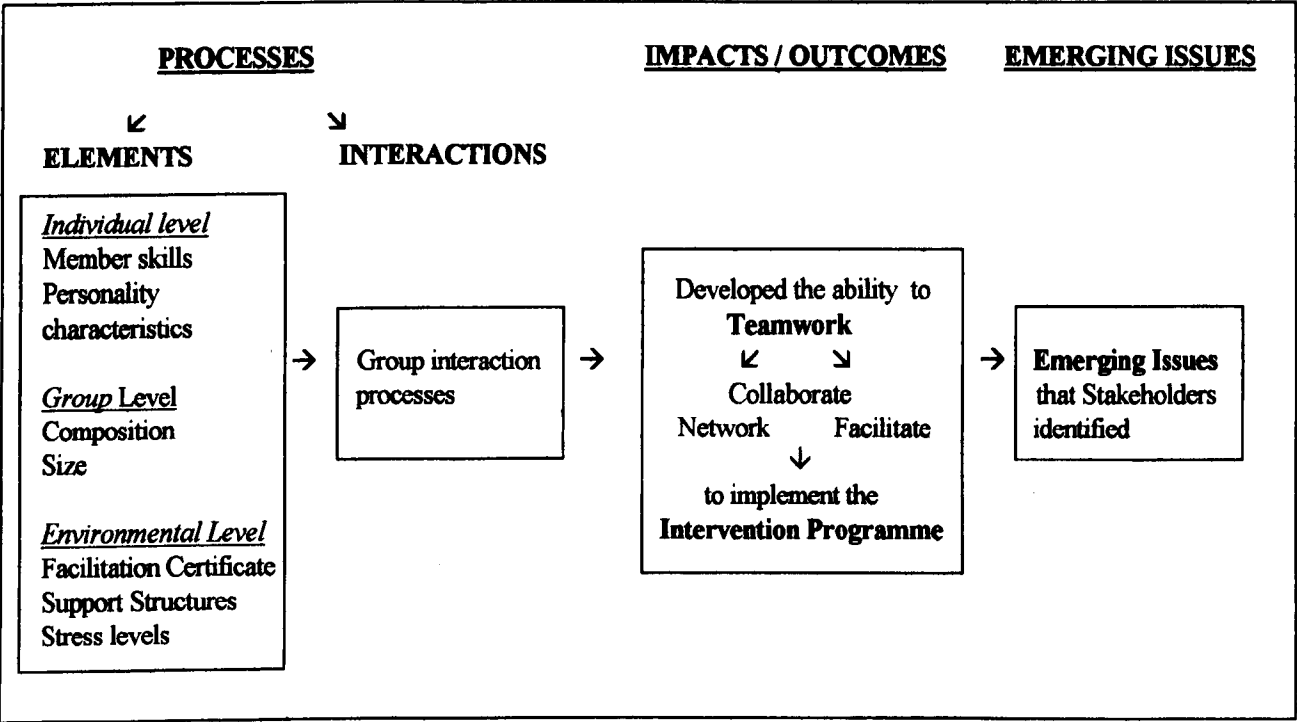 PROCESSES
IMPACTS / OUTCOMES
EMERGING ISSUES
↙ ↘
ELEMENTS
INTERACTIONS
Individual level
Member skills
Personality
characteristics
Group Level
Composition
Size
Environmental Level
Facilitation Certificate
Support Structures
Stress levels
→
Group interaction
processes
→
Developed the ability to
Teamwork
↙ ↘
Collaborate
Network Facilitate
↓
to implement the
Intervention Programme
→
Emerging Issues
that Stakeholders
identified